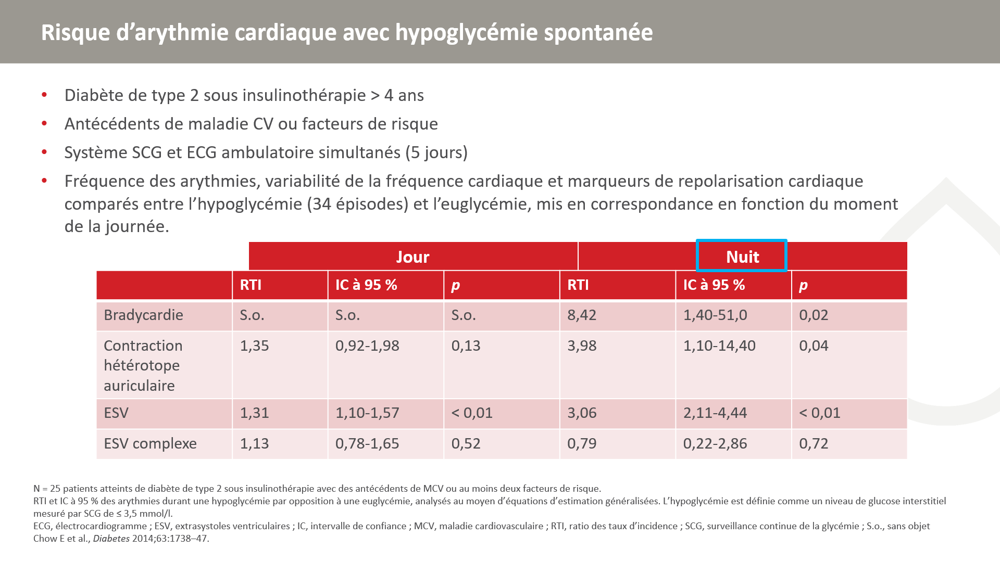 Risque d’arythmie cardiaque avec hypoglycémie spontanée
• Diabète de type 2 sous insulinothérapie > 4 ans
• Antécédents de maladie CV ou facteurs de risque
• Système SCG et ECG ambulatoire simultanés (5 jours)
• Fréquence des arythmies, variabilité de la fréquence cardiaque et marqueurs de repolarisation cardiaque
comparés entre l’hypoglycémie (34 épisodes) et l’euglycémie, mis en correspondance en fonction du moment
de la journée.
Jour Nuit
RTI IC à 95 % p RTI IC à 95 % p
Bradycardie S.o. S.o. S.o. 8,42 1,40-51,0 0,02
Contraction 1,35 0,92-1,98 0,13 3,98 1,10-14,40 0,04
hétérotope
auriculaire
ESV 1,31 1,10-1,57 < 0,01 3,06 2,11-4,44 < 0,01
ESV complexe 1,13 0,78-1,65 0,52 0,79 0,22-2,86 0,72
N = 25 patients atteints de diabète de type 2 sous insulinothérapie avec des antécédents de MCV ou au moins deux facteurs de risque.
RTI et IC à 95 % des arythmies durant une hypoglycémie par opposition à une euglycémie, analysés au moyen d’équations d’estimation généralisées. L’hypoglycémie est définie comme un niveau de glucose interstitiel
mesuré par SCG de ≤ 3,5 mmol/l.
ECG, électrocardiogramme ; ESV, extrasystoles ventriculaires ; IC, intervalle de confiance ; MCV, maladie cardiovasculaire ; RTI, ratio des taux d’incidence ; SCG, surveillance continue de la glycémie ; S.o., sans objet
Chow E et al., Diabetes 2014;63:1738–47.